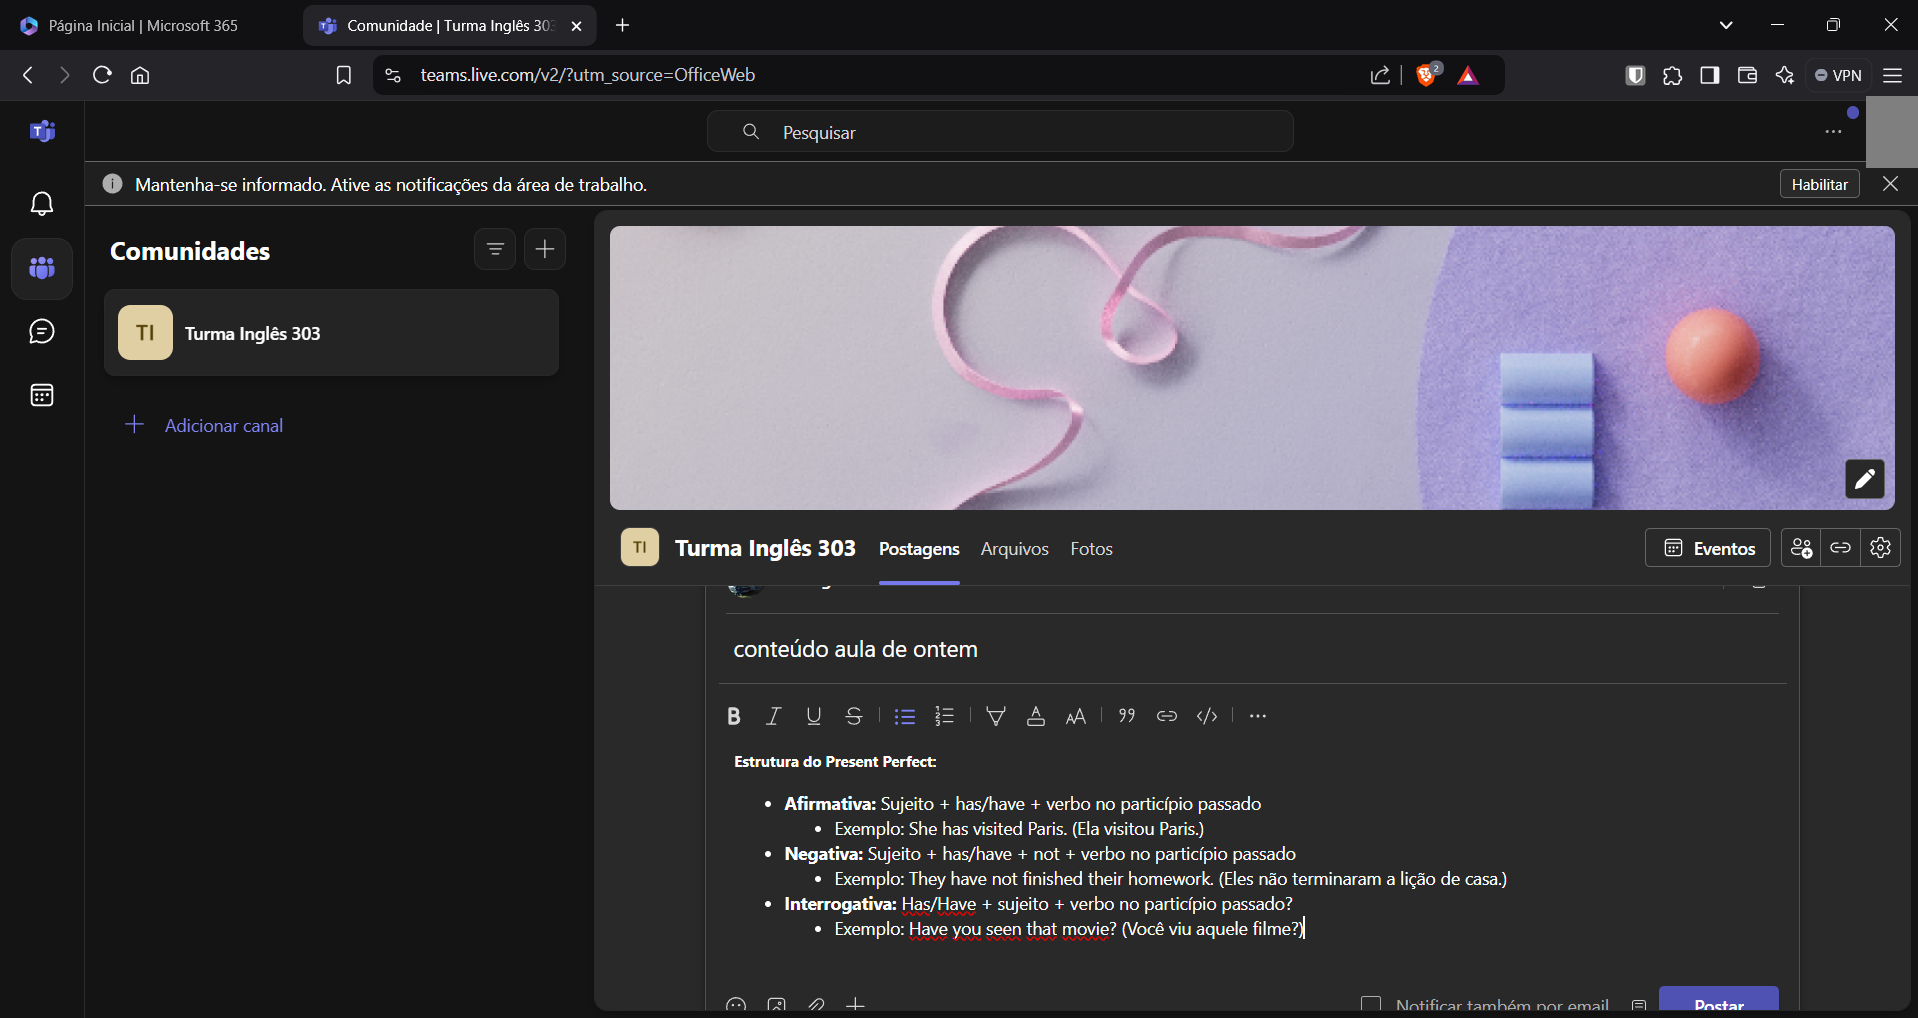 Página Inicial | Microsoft 365
Comunidade | Turma Inglês 303
teams.live.com/v2/?utm_source=OfficeWeb
2
VPN
T
Pesquisar
Mantenha-se informado. Ative as notificações da área de trabalho.
Habilitar
Comunidades
TI
Turma Inglês 303
Adicionar canal
TI
Turma Inglês 303
Postagens
Arquivos
Fotos
Eventos
conteúdo aula de ontem
Estrutura do Present Perfect:
• Afirmativa: Sujeito + has/have + verbo no particípio passado
• Exemplo: She has visited Paris. (Ela visitou Paris.)
• Negativa: Sujeito + has/have + not + verbo no particípio passado
• Exemplo: They have not finished their homework. (Eles não terminaram a lição de casa.)
• Interrogativa: Has/Have + sujeito + verbo no particípio passado?
• Exemplo: Have you seen that movie? (Você viu aquele filme?)
Notificar também por email
Postar